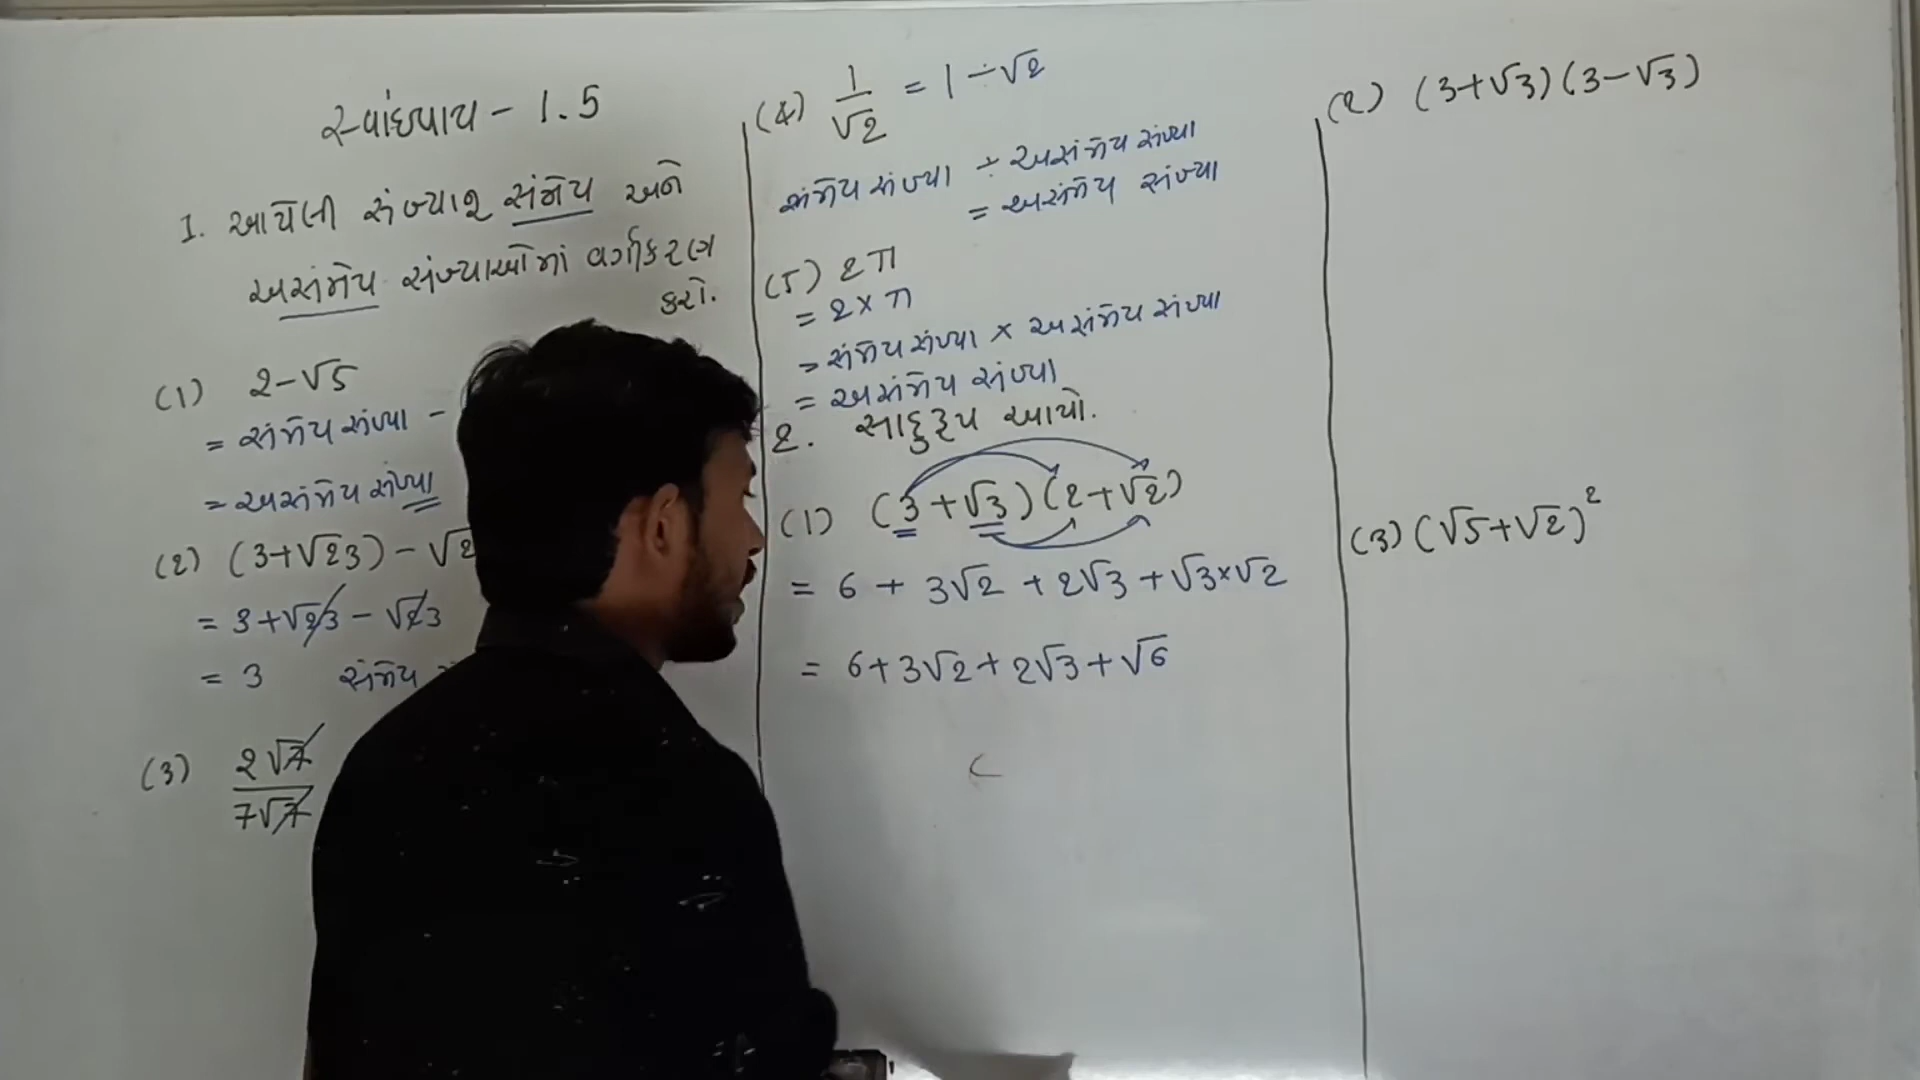 સ્વાધ્યાય - 1.5
1. આપેલી સંખ્યાનું સંમેય અને
અસંમેય સંખ્યાઓમાં વર્ગીકરણ
કરો.
(1) 2-√5
= સંમેય સંખ્યા -
= અસંમેય સંખ્યા
(2) (3+√23) - √2
= 3+√23 - √23
= 3 સંમેય
(3) 2√7
7√7
(4) 1/√2 = 1 ÷ √2
સંમેય સંખ્યા ÷ અસંમેય સંખ્યા
= અસંમેય સંખ્યા
(5) 2π
= 2 × π
= સંમેય સંખ્યા × અસંમેય સંખ્યા
= અસંમેય સંખ્યા
2. સાદુરૂપ આપો.
(1) (3+√3)(2+√2)
= 6 + 3√2 + 2√3 + √3×√2
= 6+3√2+2√3+√6
(2) (3+√3)(3-√3)
(3) (√5+√2)²